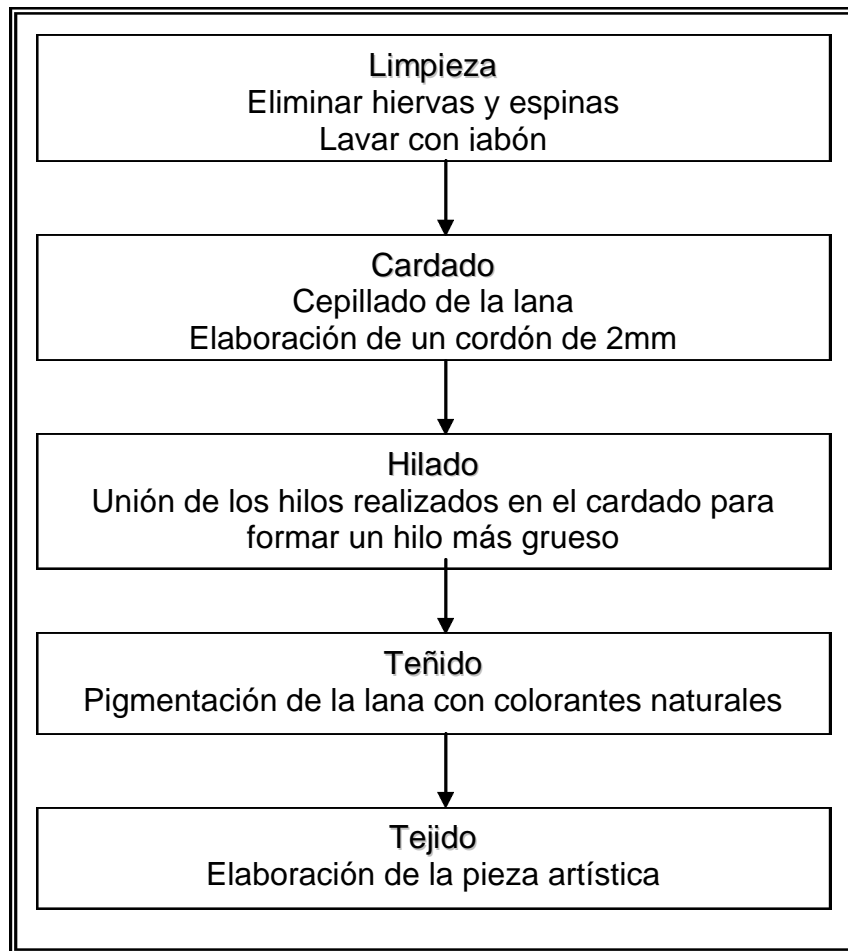 Limpieza
Eliminar hiervas y espinas
Lavar con jabón
Cardado
Cepillado de la lana
Elaboración de un cordón de 2mm
Hilado
Unión de los hilos realizados en el cardado para
formar un hilo más grueso
Teñido
Pigmentación de la lana con colorantes naturales
Tejido
Elaboración de la pieza artística